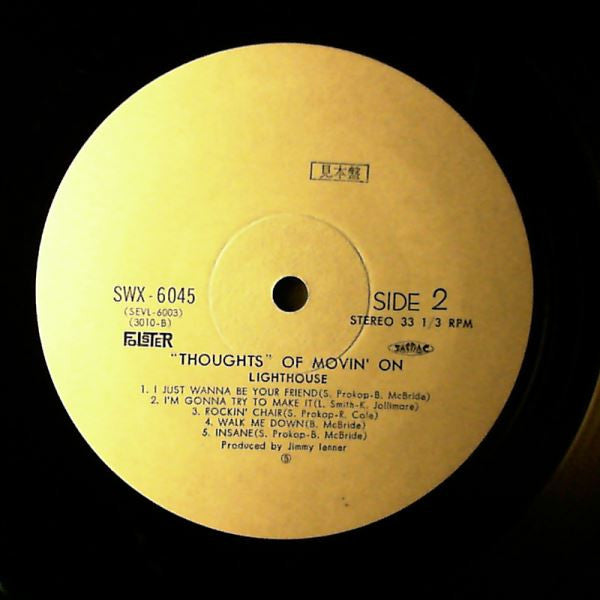 見本盤
SWX-6045
SIDE 2
(SEVL-6003)
(3010-B)
STEREO 33 1/3 RPM
POLSTER
JASRAC
"THOUGHTS" OF MOVIN' ON
LIGHTHOUSE
1. I JUST WANNA BE YOUR FRIEND(S. Prokop-B. McBride)
2. I'M GONNA TRY TO MAKE IT(L. Smith-K. Jollimore)
3. ROCKIN' CHAIR(S. Prokop-R. Cole)
4. WALK ME DOWN(B. McBride)
5. INSANE(S. Prokop-B. McBride)
Produced by Jimmy Ienner